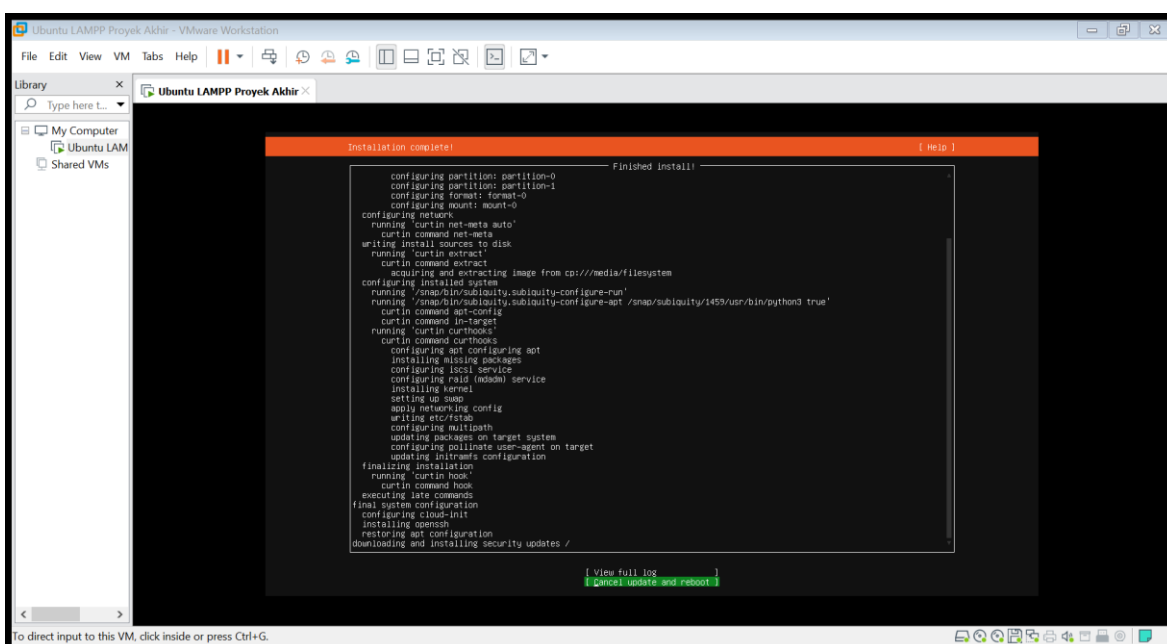 Ubuntu LAMPP Proyek Akhir - VMware Workstation
File Edit View VM Tabs Help
Library
Type here t...
My Computer
Ubuntu LAM
Shared VMs
Ubuntu LAMPP Proyek Akhir
Installation complete! [ Help ]
Finished install!
configuring partition: partition-0
configuring partition: partition-1
configuring format: format-0
configuring mount: mount-0
configuring network
running 'curtin net-meta auto'
curtin command net-meta
writing install sources to disk
running 'curtin extract'
curtin command extract
acquiring and extracting image from cp:///media/filesystem
configuring installed system
running '/snap/bin/subiquity.subiquity-configure-run'
running '/snap/bin/subiquity.subiquity-configure-apt /snap/subiquity/1459/usr/bin/python3 true'
curtin command apt-config
curtin command in-target
running 'curtin curthooks'
curtin command curthooks
configuring apt configuring apt
installing missing packages
configuring iscsi service
configuring raid (mdadm) service
installing kernel
setting up swap
apply networking config
writing etc/fstab
configuring multipath
updating packages on target system
configuring pollinate user-agent on target
updating initramfs configuration
finalizing installation
running 'curtin hook'
curtin command hook
executing late commands
final system configuration
configuring cloud-init
installing openssh
restoring apt configuration
downloading and installing security updates /
[ View full log ]
[ Cancel update and reboot ]
To direct input to this VM, click inside or press Ctrl+G.